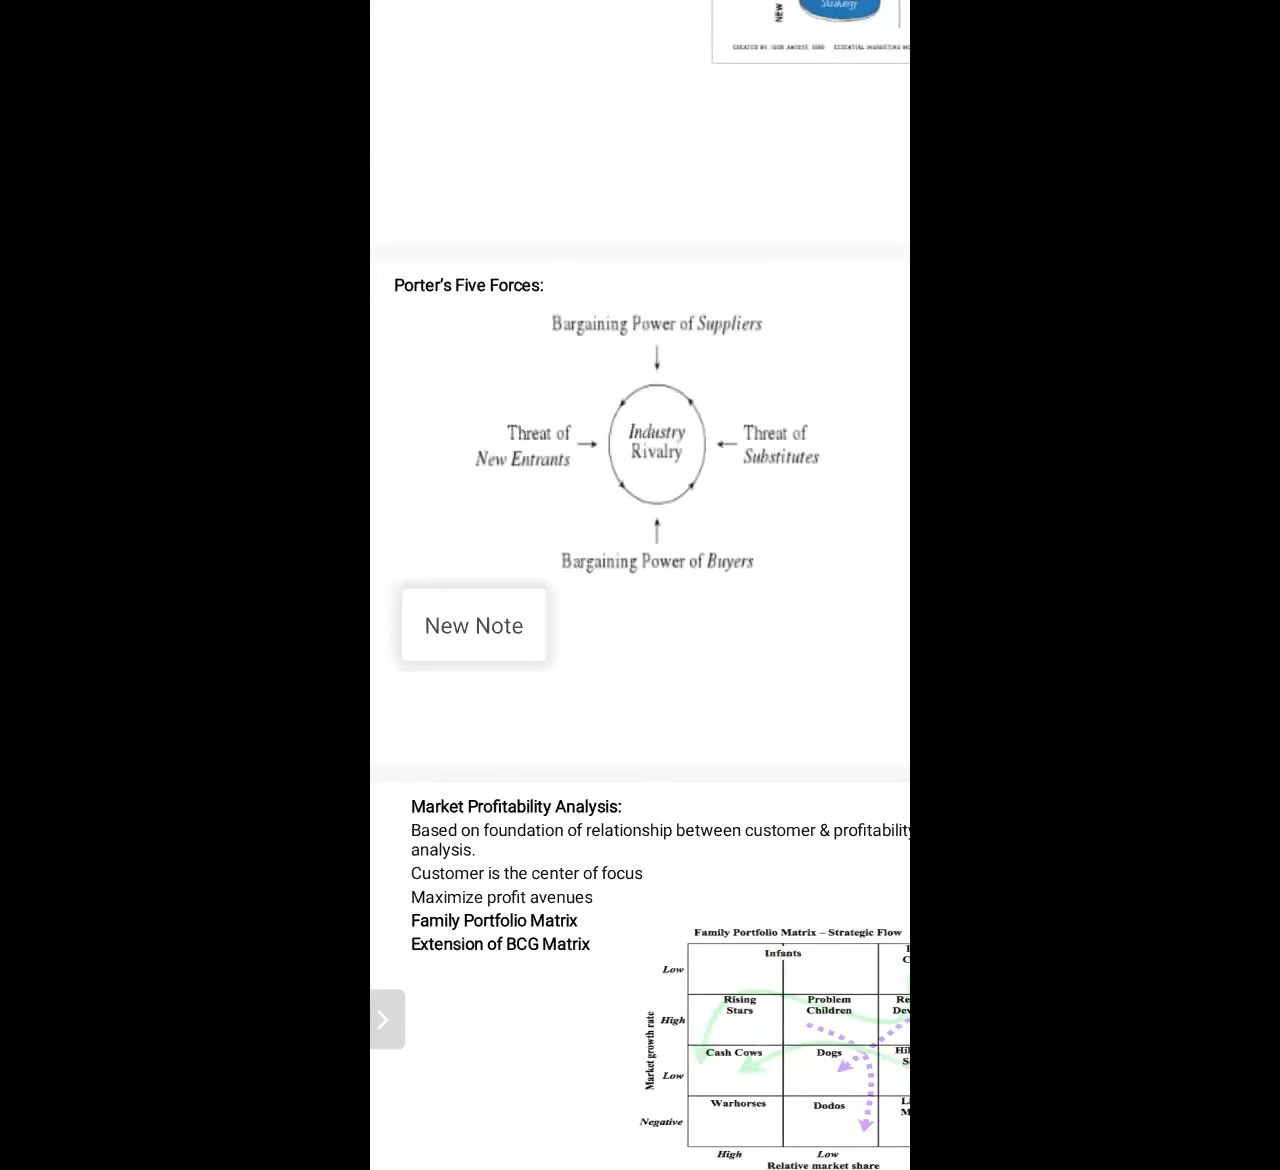 NEW
Strategy
Porter's Five Forces:
Bargaining Power of Suppliers
Threat of
New Entrants
Industry
Rivalry
Threat of
Substitutes
Bargaining Power of Buyers
New Note
Market Profitability Analysis:
Based on foundation of relationship between customer & profitability
analysis.
Customer is the center of focus
Maximize profit avenues
Family Portfolio Matrix
Extension of BCG Matrix
Family Portfolio Matrix – Strategic Flow
Infants
Low
Rising
Stars
Problem
Children
Re
Dev
High
Market growth rate
Cash Cows
Dogs
Hil
S
Low
Warhorses
Dodos
L
M
Negative
High
Low
Relative market share